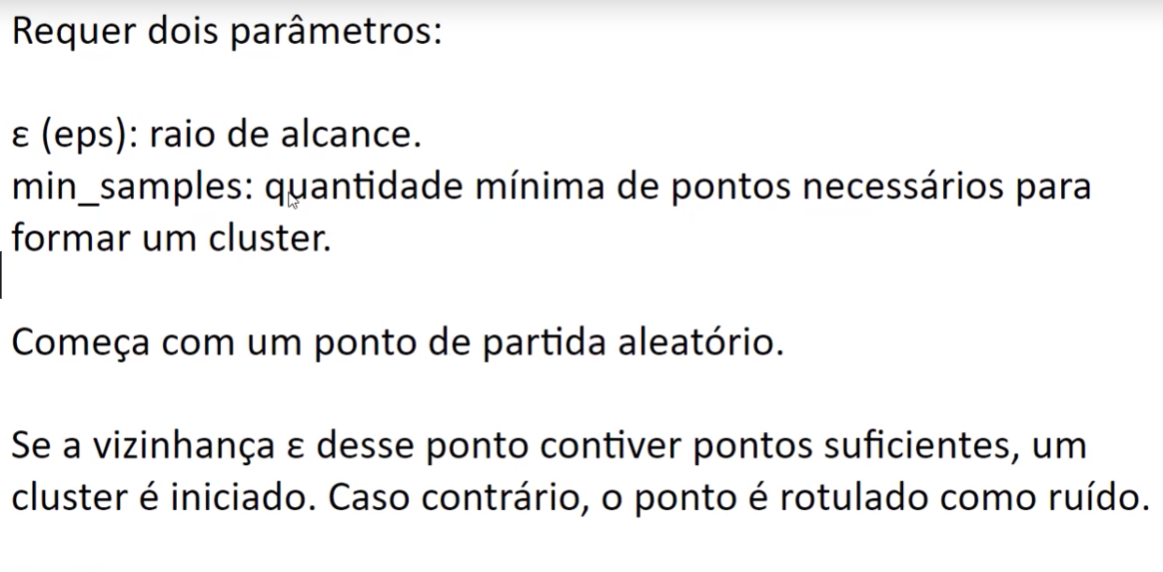 Requer dois parâmetros:
ε (eps): raio de alcance.
min_samples: quantidade mínima de pontos necessários para
formar um cluster.
Começa com um ponto de partida aleatório.
Se a vizinhança ε desse ponto contiver pontos suficientes, um
cluster é iniciado. Caso contrário, o ponto é rotulado como ruído.